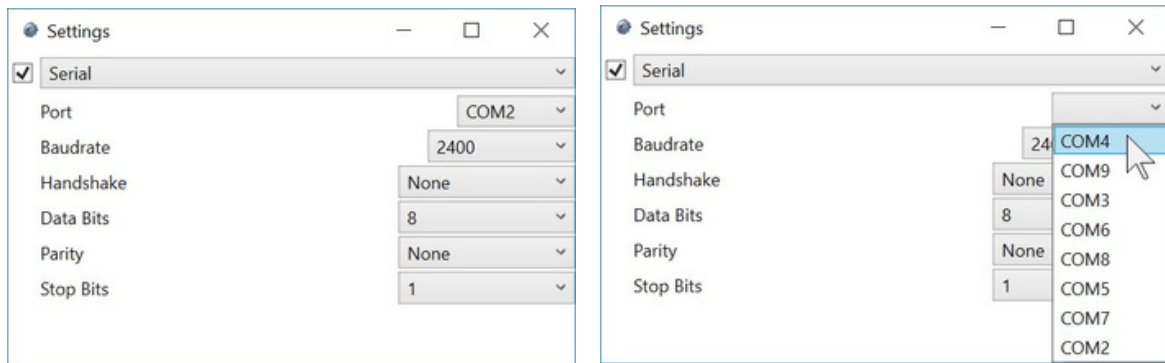 Settings
Serial
Port COM2
Baudrate 2400
Handshake None
Data Bits 8
Parity None
Stop Bits 1
Settings
Serial
Port
Baudrate 24
Handshake None
Data Bits 8
Parity None
Stop Bits 1
COM4
COM9
COM3
COM6
COM8
COM5
COM7
COM2